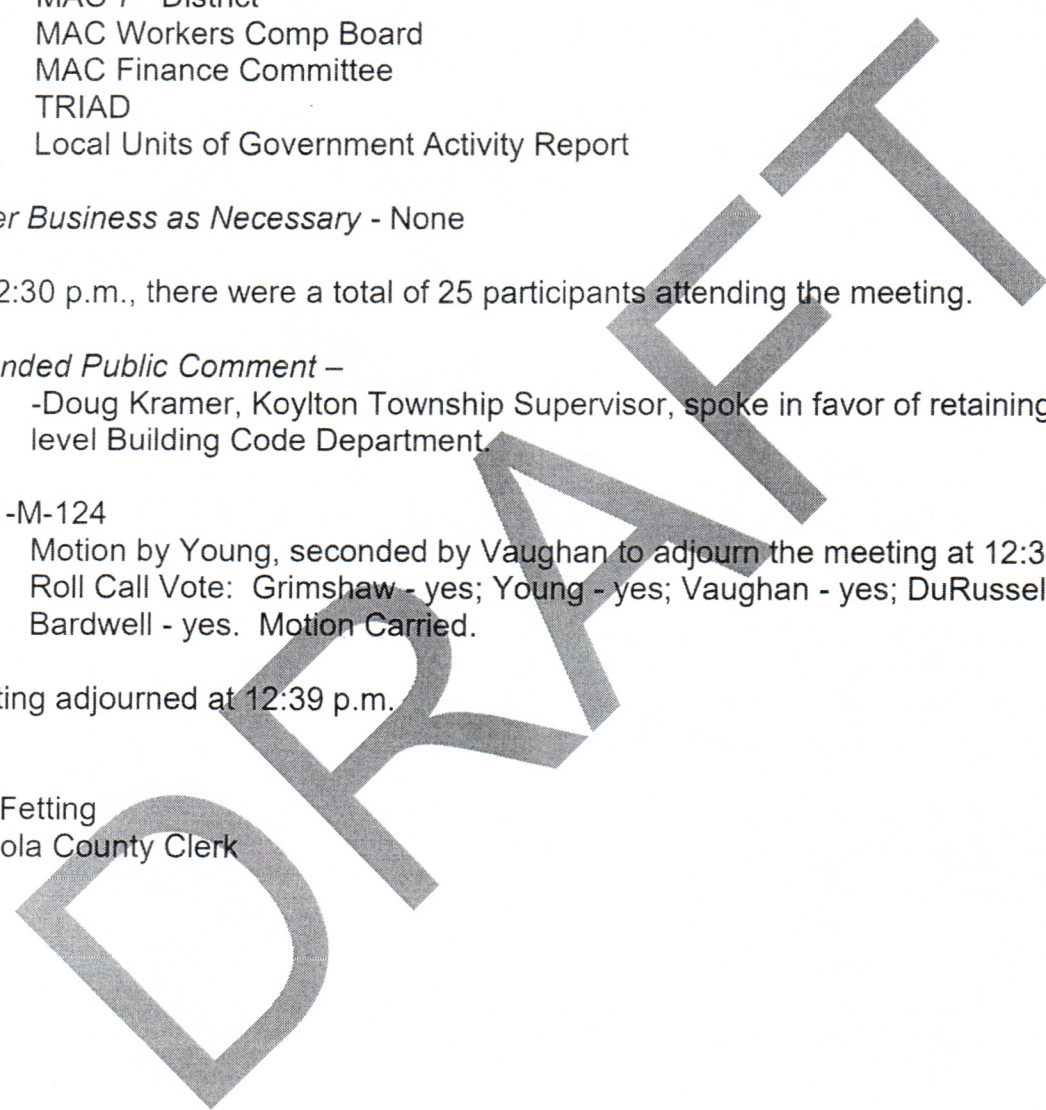 MAC 7 District
MAC Workers Comp Board
MAC Finance Committee
TRIAD
Local Units of Government Activity Report
er Business as Necessary - None
2:30 p.m., there were a total of 25 participants attending the meeting.
nded Public Comment –
-Doug Kramer, Koylton Township Supervisor, spoke in favor of retaining
level Building Code Department.
-M-124
Motion by Young, seconded by Vaughan to adjourn the meeting at 12:3
Roll Call Vote: Grimshaw - yes; Young - yes; Vaughan - yes; DuRussel
Bardwell - yes. Motion Carried.
ting adjourned at 12:39 p.m.
Fetting
ola County Clerk
DRAFT